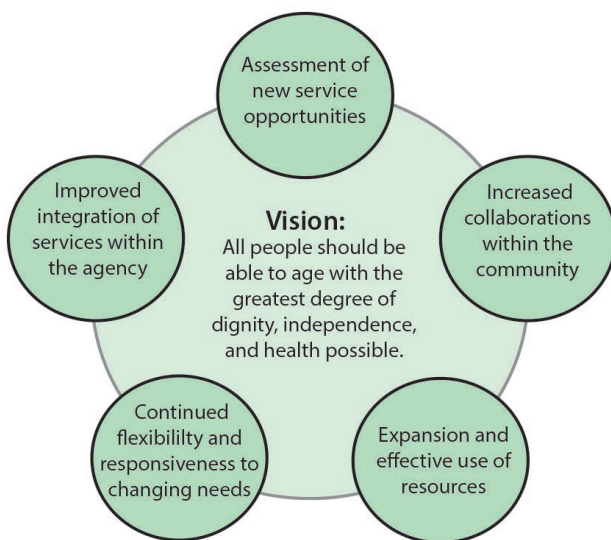 Assessment of
new service
opportunities
Improved
integration of
services within
the agency
Increased
collaborations
within the
community
Vision:
All people should be
able to age with the
greatest degree of
dignity, independence,
and health possible.
Continued
flexibililty and
responsiveness to
changing needs
Expansion and
effective use of
resources